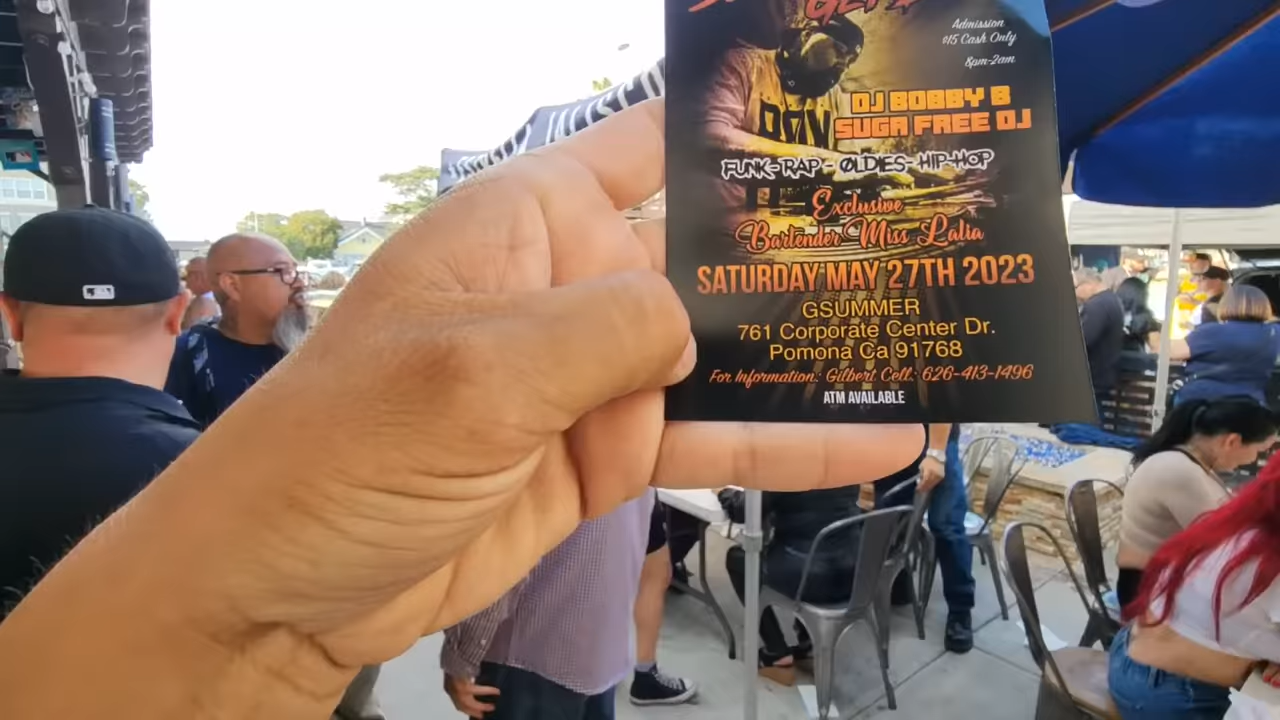 Admission
$15 Cash Only
8pm-2am
DJ BOBBY B
SUGA FREE DJ
FUNK-RAP-ØLDIES-HIP-HOP
Exclusive
Bartender Miss Lalia
SATURDAY MAY 27TH 2023
GSUMMER
761 Corporate Center Dr.
Pomona Ca 91768
For Information: Gilbert Cell: 626-413-1496
ATM AVAILABLE